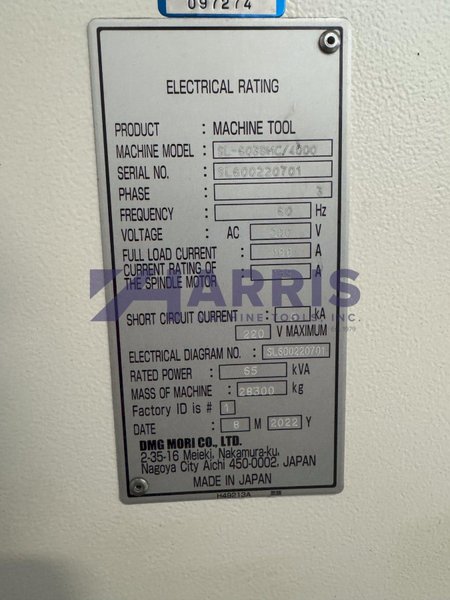 097274
ELECTRICAL RATING
PRODUCT : MACHINE TOOL
MACHINE MODEL : SL-603BMC/4000
SERIAL NO. : SL600220701
PHASE : 3
FREQUENCY : 60 Hz
VOLTAGE : AC 200 V
FULL LOAD CURRENT : A
CURRENT RATING OF THE SPINDLE MOTOR : A
SHORT CIRCUIT CURRENT : kA
220 V MAXIMUM
ELECTRICAL DIAGRAM NO. : SL600220701
RATED POWER : 65 kVA
MASS OF MACHINE : 28300 kg
Factory ID is # 1
DATE : 8 M 2022 Y
DMG MORI CO., LTD.
2-35-16 Meieki, Nakamura-ku,
Nagoya City Aichi 450-0002, JAPAN
MADE IN JAPAN
H49213A
HARRIS
MACHINE TOOLS, INC.